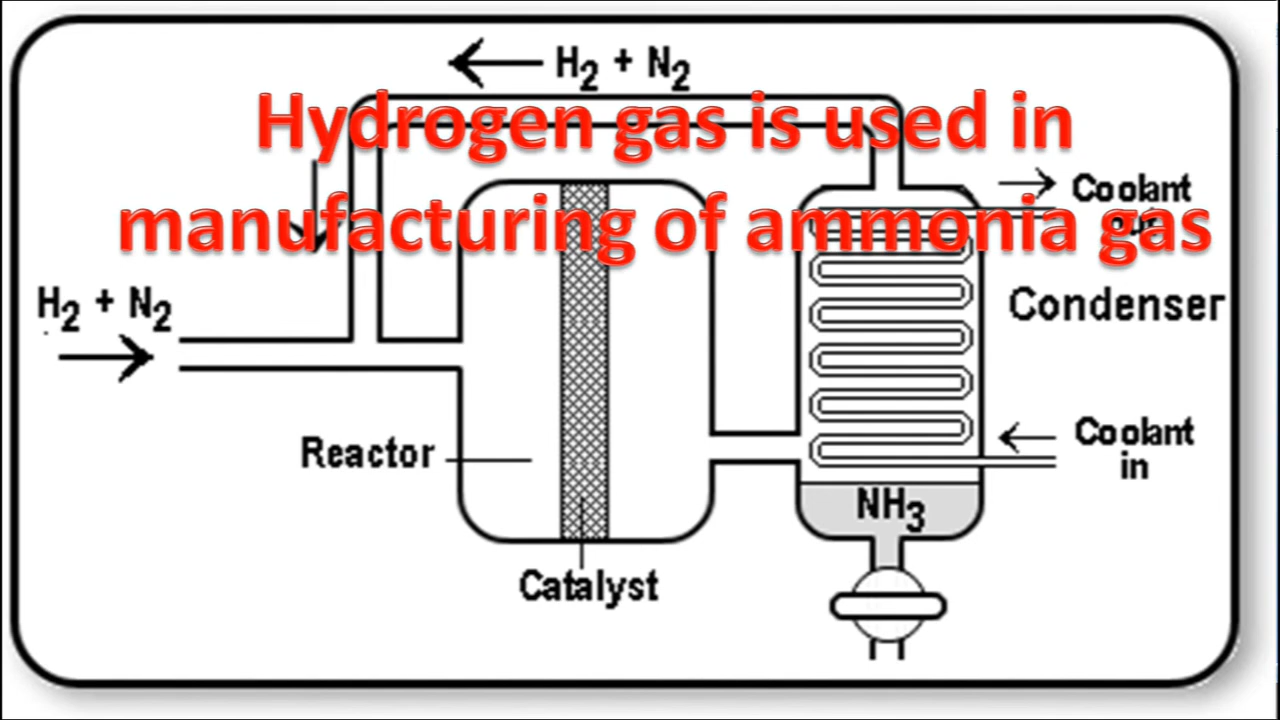 H2 + N2
Hydrogen gas is used in
manufacturing of ammonia gas
Coolant
out
H2 + N2
Condenser
Reactor
Coolant
in
NH3
Catalyst